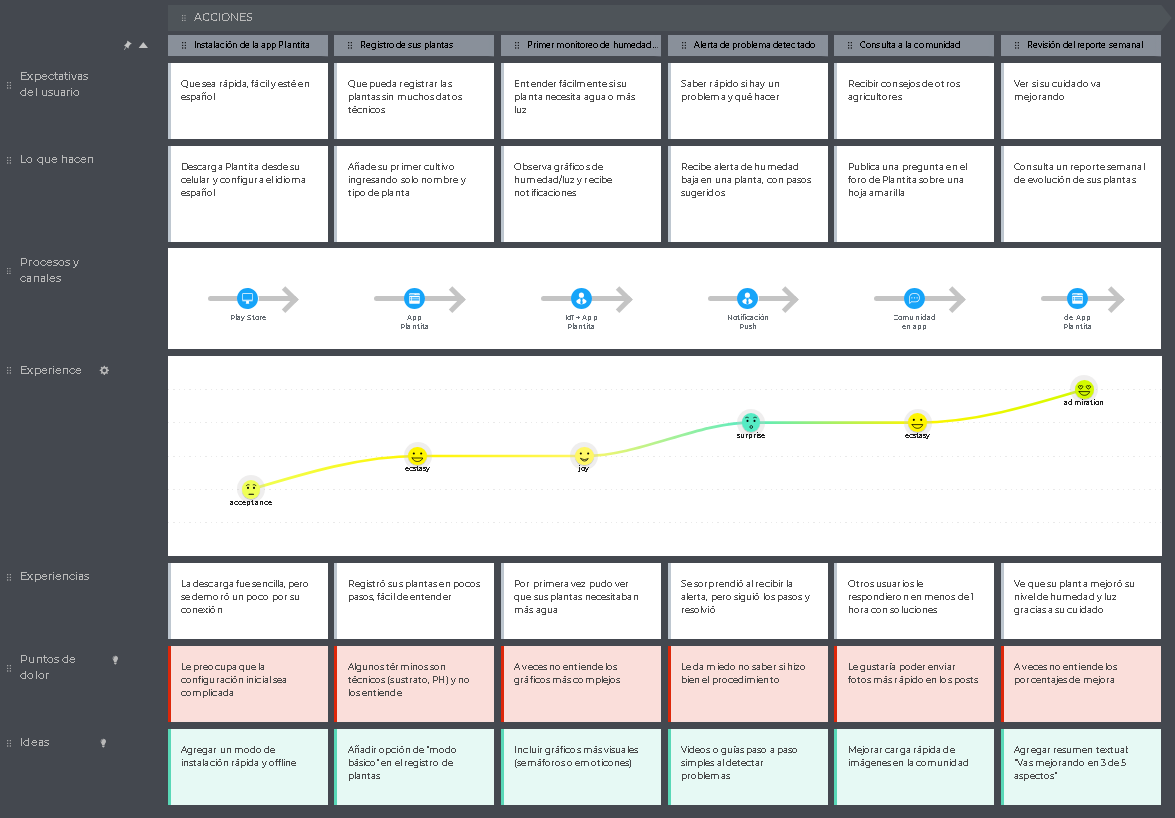 ACCIONES
Instalación de la app Plantita
Registro de sus plantas
Primer monitoreo de humedad...
Alerta de problema detectado
Consulta a la comunidad
Revisión del reporte semanal
Expectativas
del usuario
Que sea rápida, fácil y esté en
español
Que pueda registrar las
plantas sin muchos datos
técnicos
Entender fácilmente si su
planta necesita agua o más
luz
Saber rápido si hay un
problema y qué hacer
Recibir consejos de otros
agricultores
Ver si su cuidado va
mejorando
Lo que hacen
Descarga Plantita desde su
celular y configura el idioma
español
Añade su primer cultivo
ingresando solo nombre y
tipo de planta
Observa gráficos de
humedad/luz y recibe
notificaciones
Recibe alerta de humedad
baja en una planta, con pasos
sugeridos
Publica una pregunta en el
foro de Plantita sobre una
hoja amarilla
Consulta un reporte semanal
de evolución de sus plantas
Procesos y
canales
Play Store
App
Plantita
IoT + App
Plantita
Notificación
Push
Comunidad
en app
de App
Plantita
Experience
acceptance
ecstasy
joy
surprise
ecstasy
admiration
Experiencias
La descarga fue sencilla, pero
se demoró un poco por su
conexión
Registró sus plantas en pocos
pasos, fácil de entender
Por primera vez pudo ver
que sus plantas necesitaban
más agua
Se sorprendió al recibir la
alerta, pero siguió los pasos y
resolvió
Otros usuarios le
respondieron en menos de 1
hora con soluciones
Ve que su planta mejoró su
nivel de humedad y luz
gracias a su cuidado
Puntos de
dolor
Le preocupa que la
configuración inicial sea
complicada
Algunos términos son
técnicos (sustrato, PH) y no
los entiende
A veces no entiende los
gráficos más complejos
Le da miedo no saber si hizo
bien el procedimiento
Le gustaría poder enviar
fotos más rápido en los posts
A veces no entiende los
porcentajes de mejora
Ideas
Agregar un modo de
instalación rápida y offline
Añadir opción de "modo
básico" en el registro de
plantas
Incluir gráficos más visuales
(semáforos o emoticones)
Videos o guías paso a paso
simples al detectar
problemas
Mejorar carga rápida de
imágenes en la comunidad
Agregar resumen textual:
"Vas mejorando en 3 de 5
aspectos"